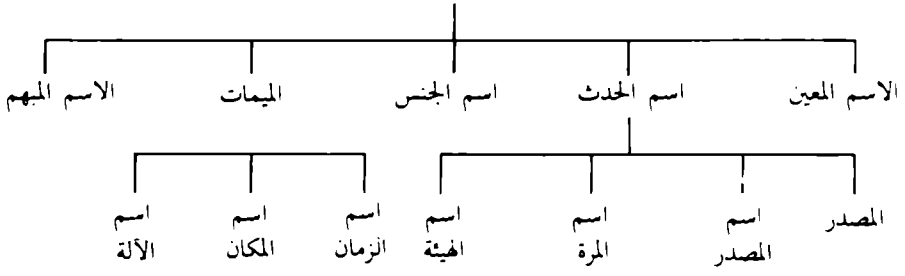 الاسم المعين اسم الحدث اسم الجنس الميمات الاسم المبهم
المصدر اسم المصدر اسم المرة اسم الهيئة اسم الزمان اسم المكان اسم الآلة